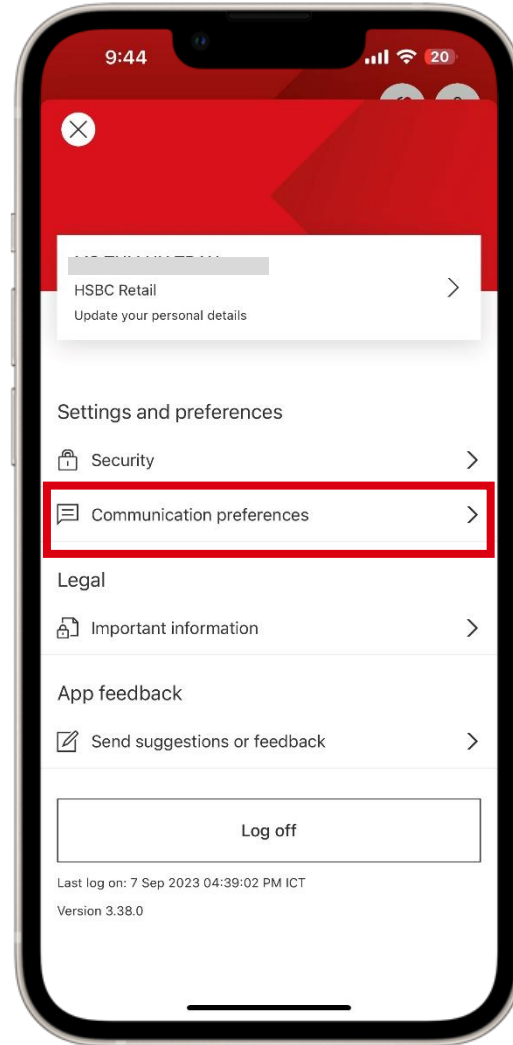 9:44
20
HSBC Retail
Update your personal details
Settings and preferences
Security
Communication preferences
Legal
Important information
App feedback
Send suggestions or feedback
Log off
Last log on: 7 Sep 2023 04:39:02 PM ICT
Version 3.38.0